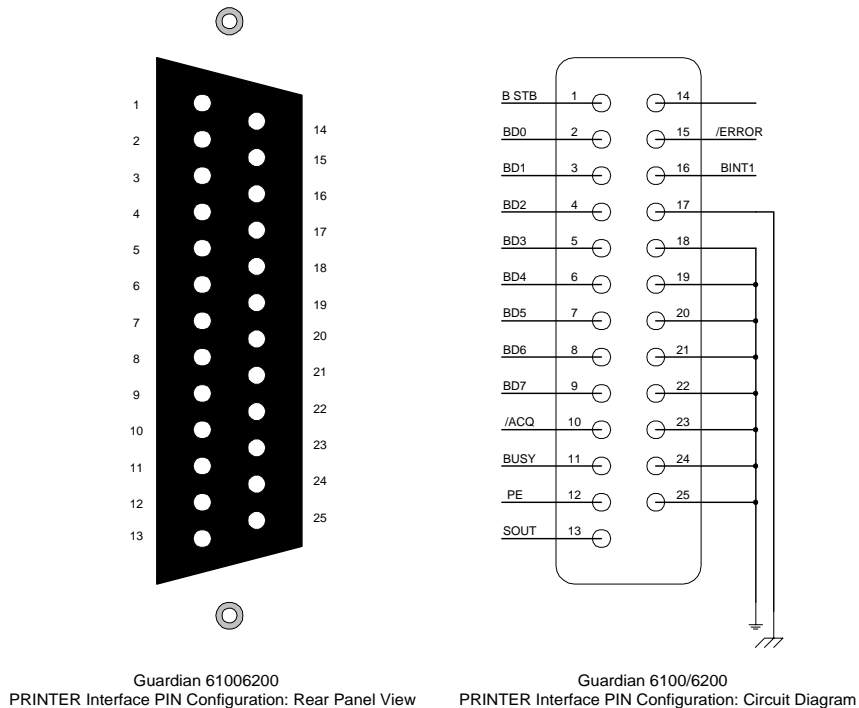 1
14
2
15
3
16
4
17
5
18
6
19
7
20
8
21
9
22
10
23
11
24
12
25
13
B STB 1 14
BD0 2 15 /ERROR
BD1 3 16 BINT1
BD2 4 17
BD3 5 18
BD4 6 19
BD5 7 20
BD6 8 21
BD7 9 22
/ACQ 10 23
BUSY 11 24
PE 12 25
SOUT 13
Guardian 61006200
PRINTER Interface PIN Configuration: Rear Panel View
Guardian 6100/6200
PRINTER Interface PIN Configuration: Circuit Diagram